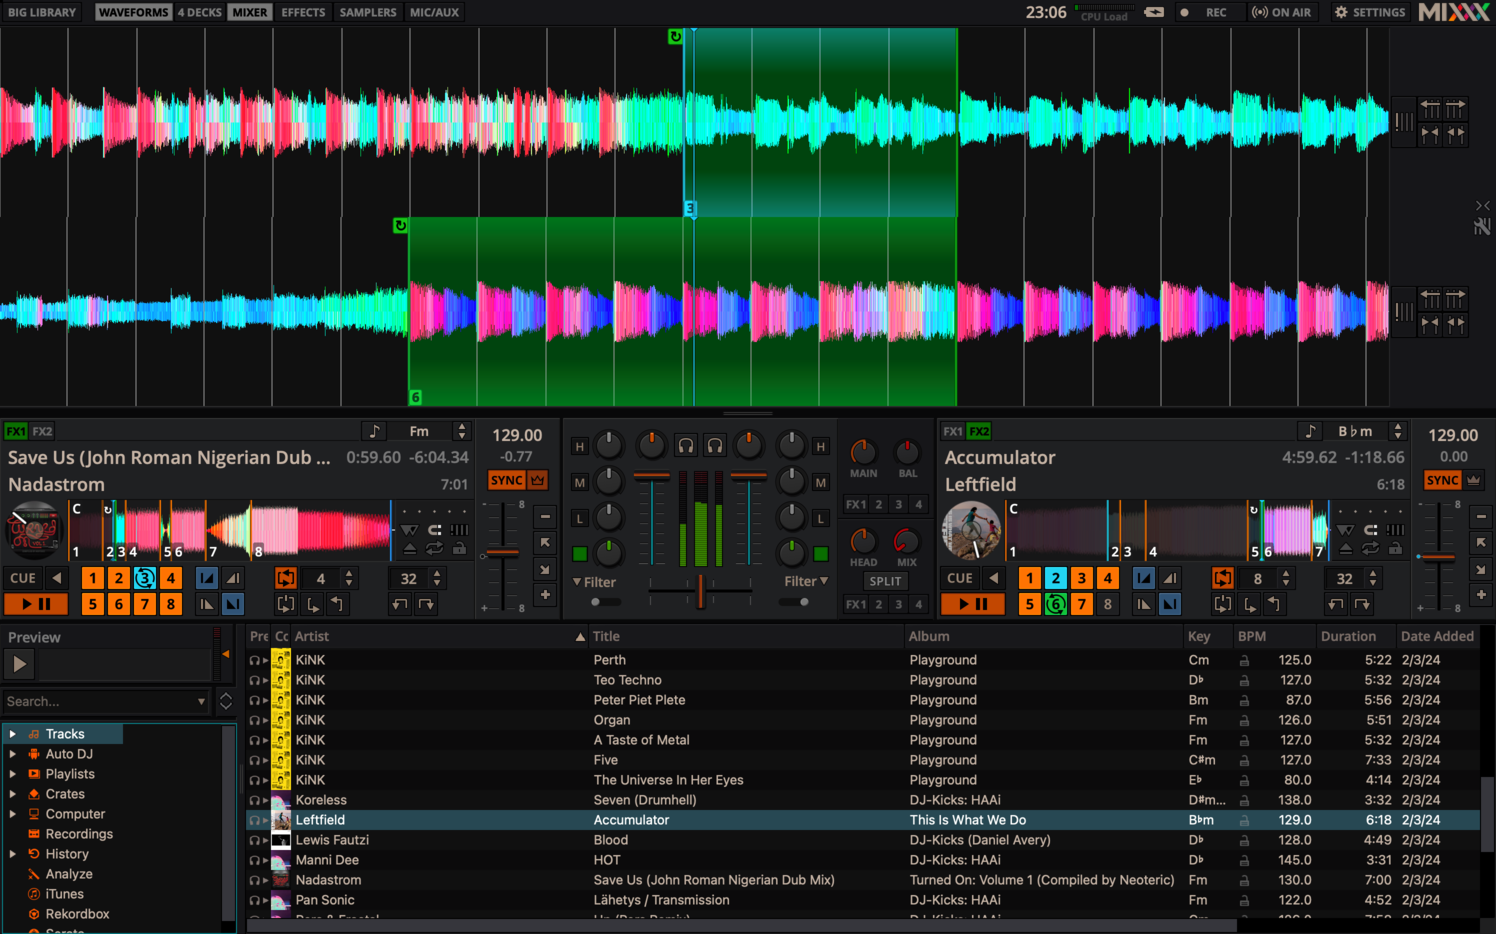 BIG LIBRARY WAVEFORMS 4 DECKS MIXER EFFECTS SAMPLERS MIC/AUX 23:06 CPU Load REC ON AIR SETTINGS MIXXX
3
6
FX1 FX2 Fm
Save Us (John Roman Nigerian Dub ... 0:59.60 -6:04.34
Nadastrom 7:01
C
1 2 3 4 5 6 7 8
129.00
-0.77
SYNC
8
8
CUE 1 2 3 4 4 32
5 6 7 8
H H
M M
L L
Filter Filter
MAIN BAL
FX1 2 3 4
HEAD MIX
SPLIT
FX1 2 3 4
FX1 FX2 B♭m
Accumulator 4:59.62 -1:18.66
Leftfield 6:18
C
1 2 3 4 5 6 7
129.00
0.00
SYNC
8
8
CUE 1 2 3 4 8 32
5 6 7 8
Preview
Search...
Tracks
Auto DJ
Playlists
Crates
Computer
Recordings
History
Analyze
iTunes
Rekordbox
Serato
Pre Co Artist Title Album Key BPM Duration Date Added
KiNK Perth Playground Cm 125.0 5:22 2/3/24
KiNK Teo Techno Playground D♭ 127.0 5:32 2/3/24
KiNK Peter Piet Plete Playground Bm 87.0 5:56 2/3/24
KiNK Organ Playground Fm 126.0 5:51 2/3/24
KiNK A Taste of Metal Playground Fm 127.0 5:32 2/3/24
KiNK Five Playground C#m 127.0 7:33 2/3/24
KiNK The Universe In Her Eyes Playground E♭ 80.0 4:14 2/3/24
Koreless Seven (Drumhell) DJ-Kicks: HAAi D#m... 138.0 3:32 2/3/24
Leftfield Accumulator This Is What We Do B♭m 129.0 6:18 2/3/24
Lewis Fautzi Blood DJ-Kicks (Daniel Avery) D♭ 128.0 4:49 2/3/24
Manni Dee HOT DJ-Kicks: HAAi D♭ 145.0 3:31 2/3/24
Nadastrom Save Us (John Roman Nigerian Dub Mix) Turned On: Volume 1 (Compiled by Neoteric) Fm 130.0 7:00 2/3/24
Pan Sonic Lähetys / Transmission DJ-Kicks: HAAi Fm 122.0 4:52 2/3/24